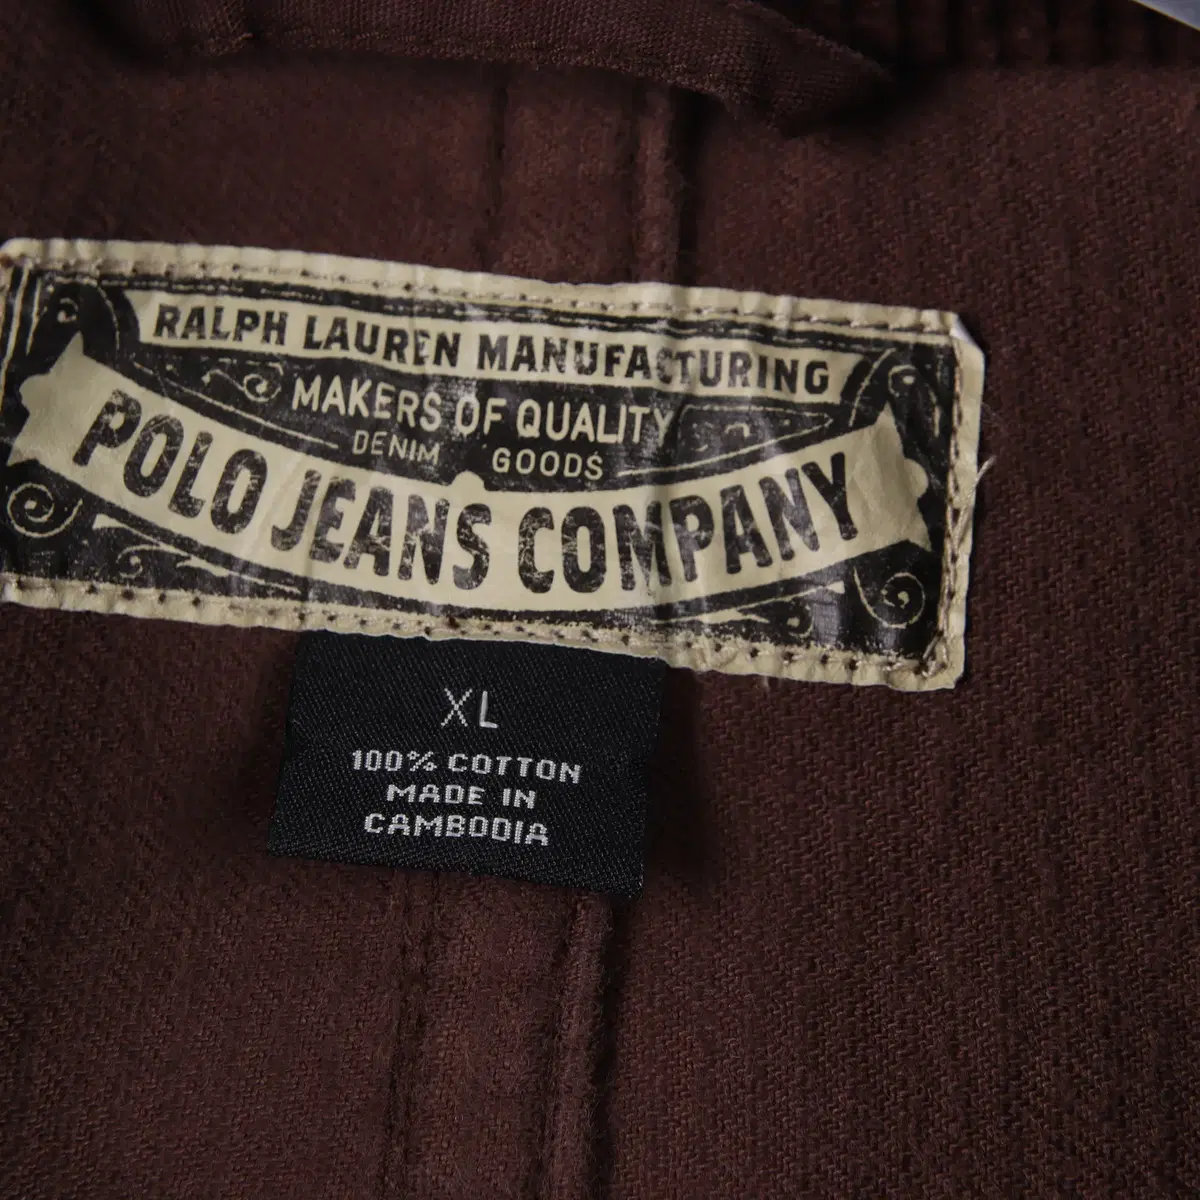 RALPH LAUREN MANUFACTURING
MAKERS OF QUALITY
DENIM GOODS
POLO JEANS COMPANY
XL
100% COTTON
MADE IN
CAMBODIA